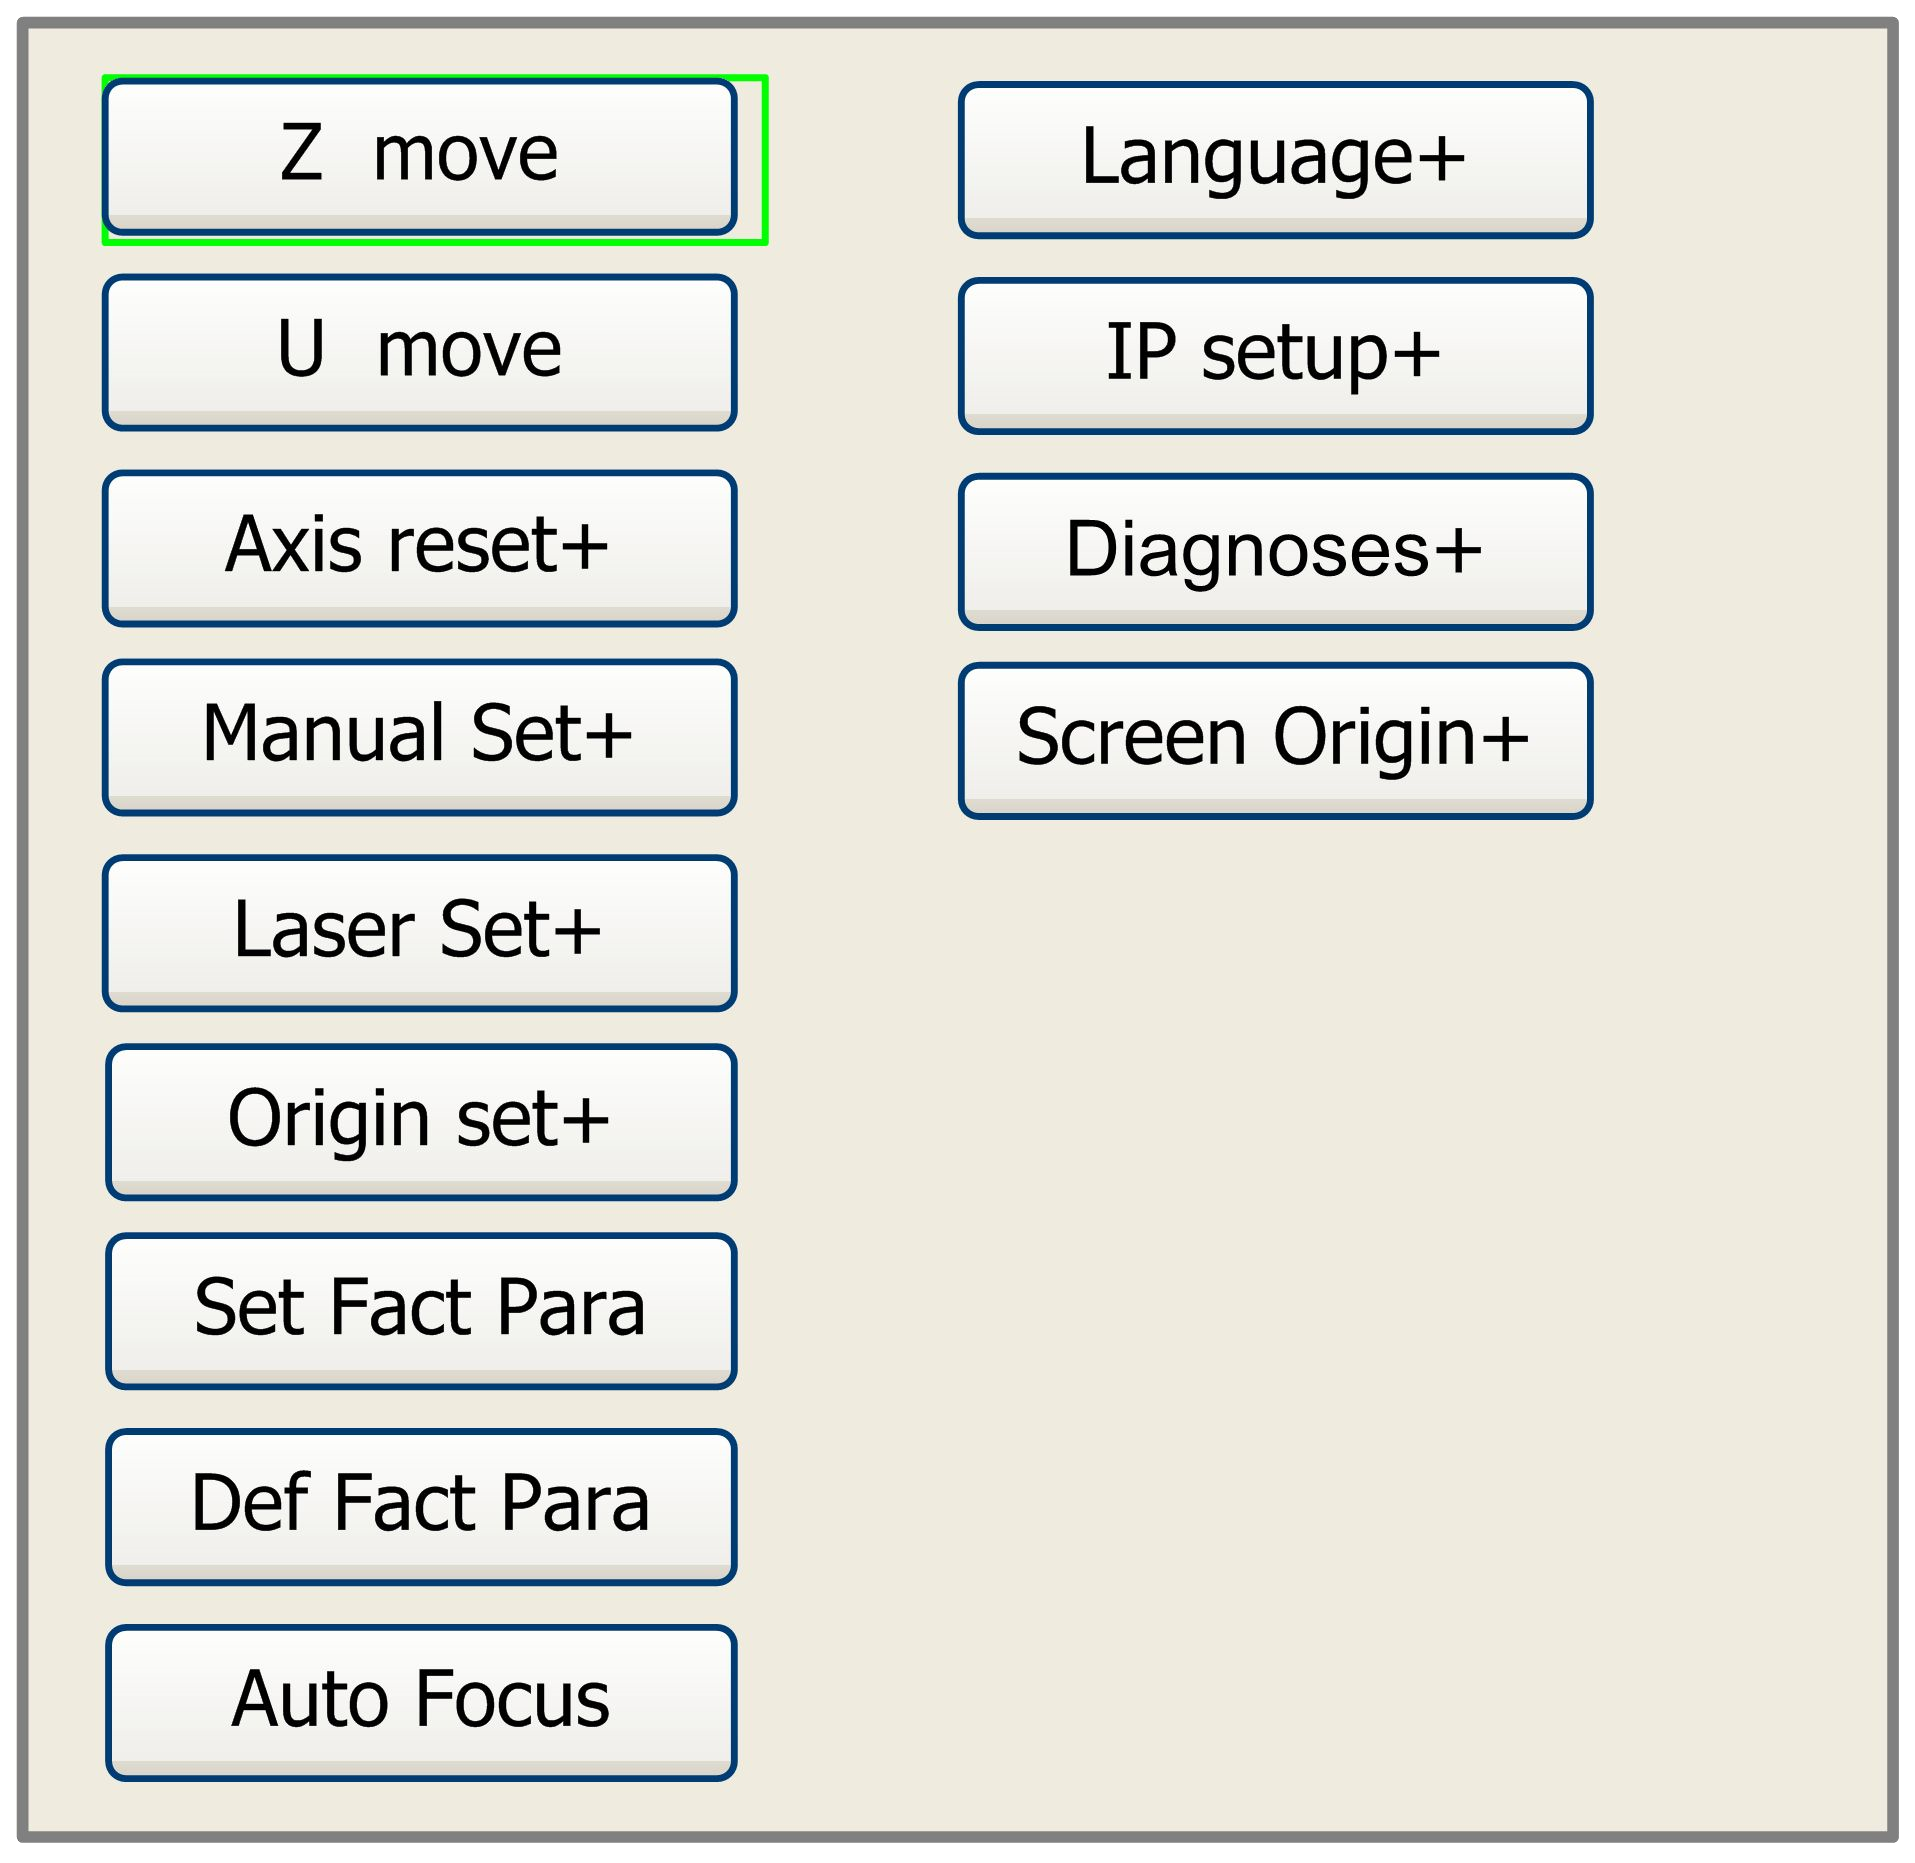 Z  move
U  move
Axis reset+
Manual Set+
Laser Set+
Origin set+
Set Fact Para
Def Fact Para
Auto Focus
Language+
IP setup+
Diagnoses+
Screen Origin+